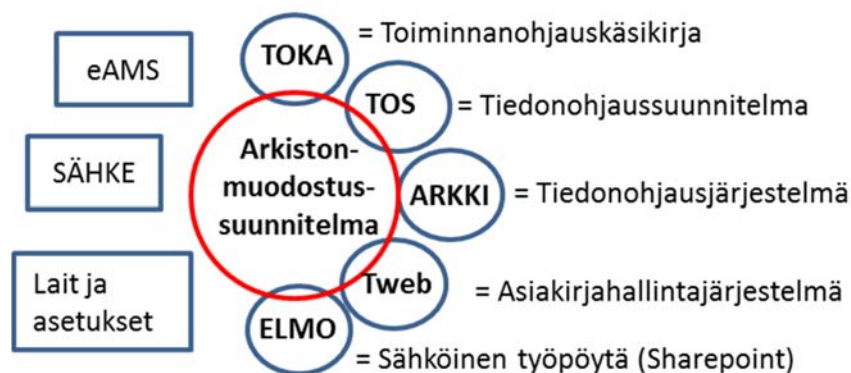 eAMS
SÄHKE
Lait ja
asetukset
Arkiston-
muodostus-
suunnitelma
TOKA = Toiminnanohjauskäsikirja
TOS = Tiedonohjaussuunnitelma
ARKKI = Tiedonohjausjärjestelmä
Tweb = Asiakirjahallintajärjestelmä
ELMO = Sähköinen työpöytä (Sharepoint)